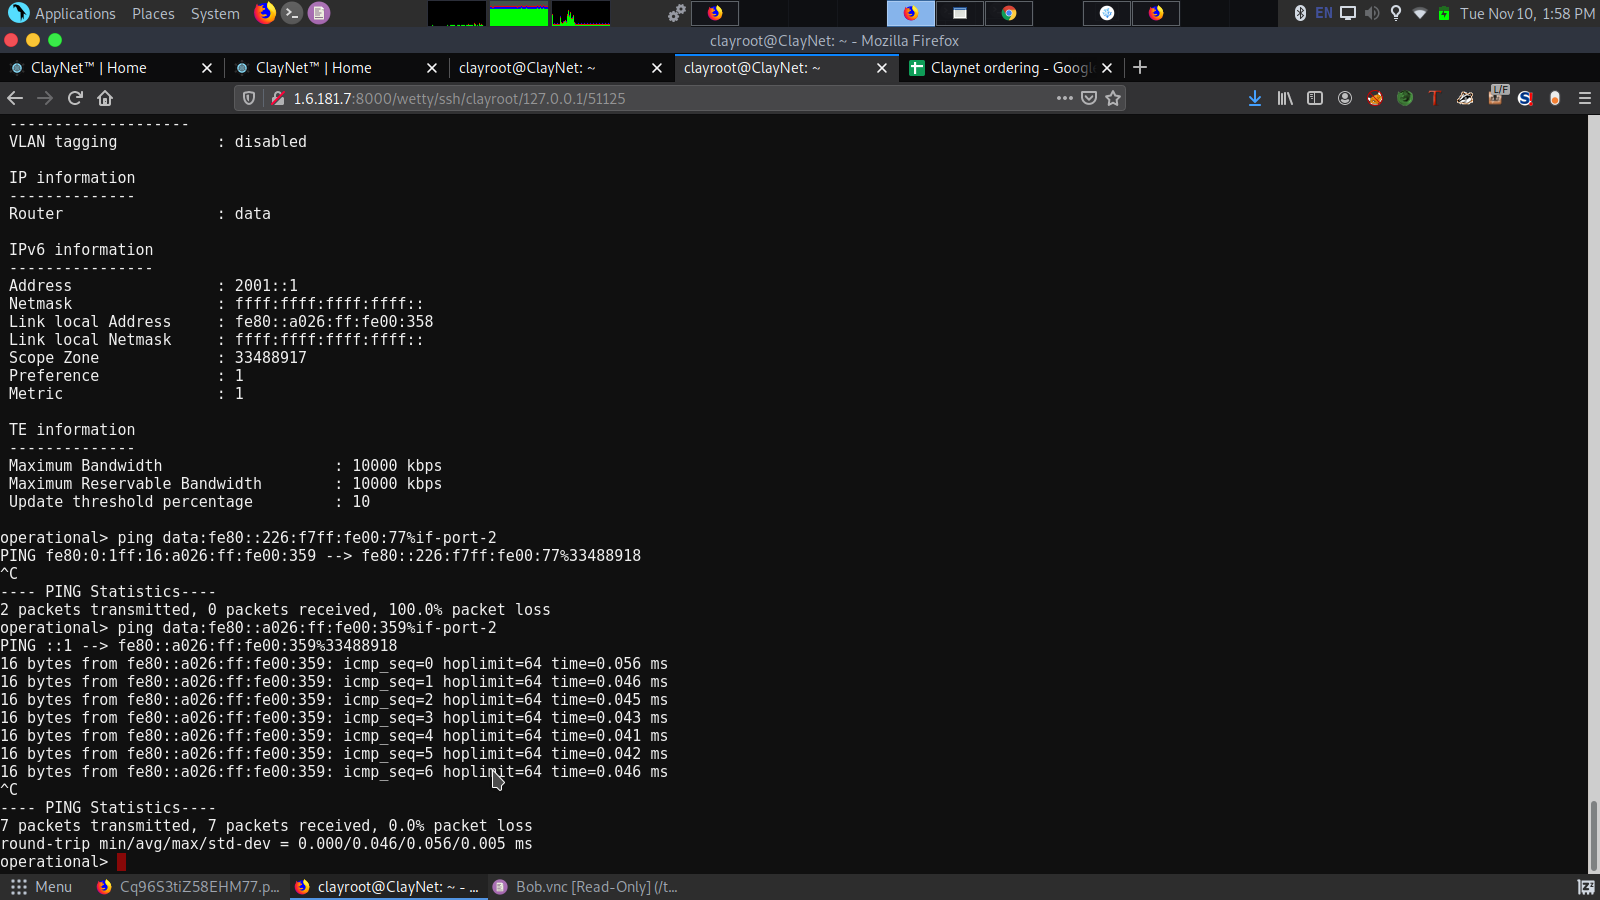 Applications Places System
EN Tue Nov 10, 1:58 PM
clayroot@ClayNet: ~ - Mozilla Firefox
ClayNet™ | Home
ClayNet™ | Home
clayroot@ClayNet: ~
clayroot@ClayNet: ~
Claynet ordering - Googl
1.6.181.7:8000/wetty/ssh/clayroot/127.0.0.1/51125
L/F
--------------------
VLAN tagging : disabled
IP information
--------------
Router : data
IPv6 information
----------------
Address : 2001::1
Netmask : ffff:ffff:ffff:ffff::
Link local Address : fe80::a026:ff:fe00:358
Link local Netmask : ffff:ffff:ffff:ffff::
Scope Zone : 33488917
Preference : 1
Metric : 1
TE information
--------------
Maximum Bandwidth : 10000 kbps
Maximum Reservable Bandwidth : 10000 kbps
Update threshold percentage : 10
operational> ping data:fe80::226:f7ff:fe00:77%if-port-2
PING fe80:0:1ff:16:a026:ff:fe00:359 --> fe80::226:f7ff:fe00:77%33488918
^C
---- PING Statistics----
2 packets transmitted, 0 packets received, 100.0% packet loss
operational> ping data:fe80::a026:ff:fe00:359%if-port-2
PING ::1 --> fe80::a026:ff:fe00:359%33488918
16 bytes from fe80::a026:ff:fe00:359: icmp_seq=0 hoplimit=64 time=0.056 ms
16 bytes from fe80::a026:ff:fe00:359: icmp_seq=1 hoplimit=64 time=0.046 ms
16 bytes from fe80::a026:ff:fe00:359: icmp_seq=2 hoplimit=64 time=0.045 ms
16 bytes from fe80::a026:ff:fe00:359: icmp_seq=3 hoplimit=64 time=0.043 ms
16 bytes from fe80::a026:ff:fe00:359: icmp_seq=4 hoplimit=64 time=0.041 ms
16 bytes from fe80::a026:ff:fe00:359: icmp_seq=5 hoplimit=64 time=0.042 ms
16 bytes from fe80::a026:ff:fe00:359: icmp_seq=6 hoplimit=64 time=0.046 ms
^C
---- PING Statistics----
7 packets transmitted, 7 packets received, 0.0% packet loss
round-trip min/avg/max/std-dev = 0.000/0.046/0.056/0.005 ms
operational>
Menu Cq96S3tiZ58EHM77.p... clayroot@ClayNet: ~ - ... Bob.vnc [Read-Only] (/t...